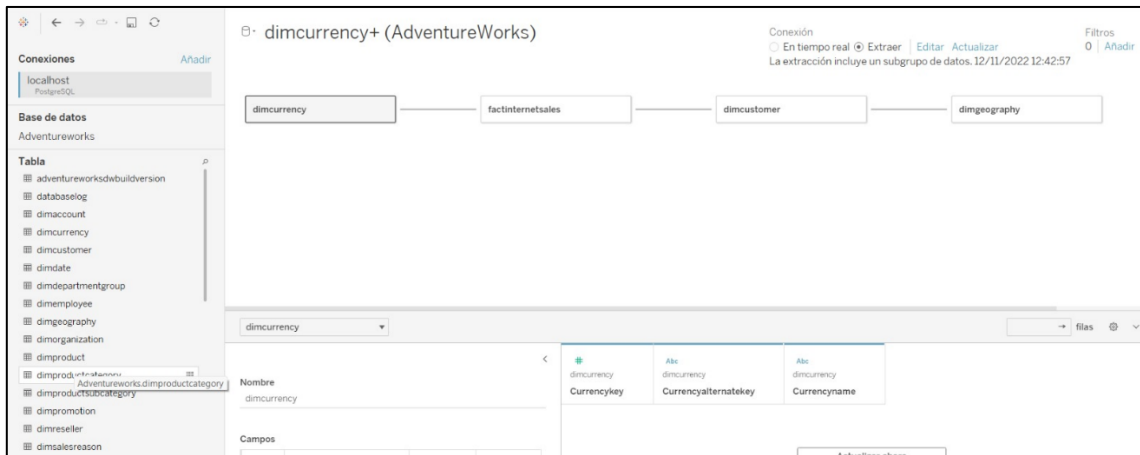 dimcurrency+ (AdventureWorks)
Conexión
En tiempo real Extraer Editar Actualizar
La extracción incluye un subgrupo de datos. 12/11/2022 12:42:57
Filtros
0 Añadir
Conexiones Añadir
localhost
PostgreSQL
Base de datos
Adventureworks
Tabla
adventureworksdwbuildversion
databaselog
dimaccount
dimcurrency
dimcustomer
dimdate
dimdepartmentgroup
dimemployee
dimgeography
dimorganization
dimproduct
dimproductcategory
Adventureworks.dimproductcategory
dimproductsubcategory
dimpromotion
dimreseller
dimsalesreason
dimcurrency factinternetsales dimcustomer dimgeography
dimcurrency
filas
Nombre
dimcurrency
Campos
# Abc Abc
dimcurrency dimcurrency dimcurrency
Currencykey Currencyalternatekey Currencyname